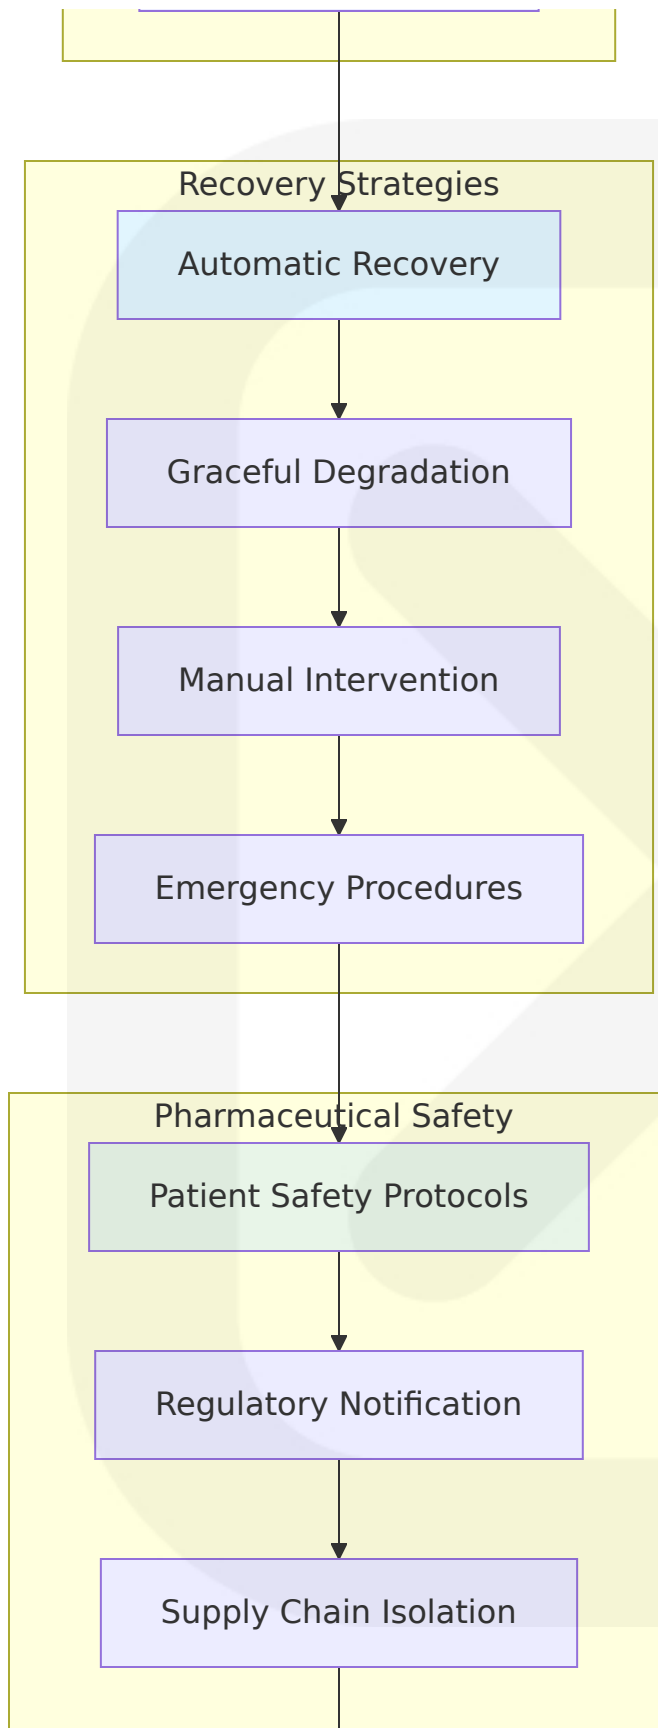 Recovery Strategies
Automatic Recovery
Graceful Degradation
Manual Intervention
Emergency Procedures
Pharmaceutical Safety
Patient Safety Protocols
Regulatory Notification
Supply Chain Isolation